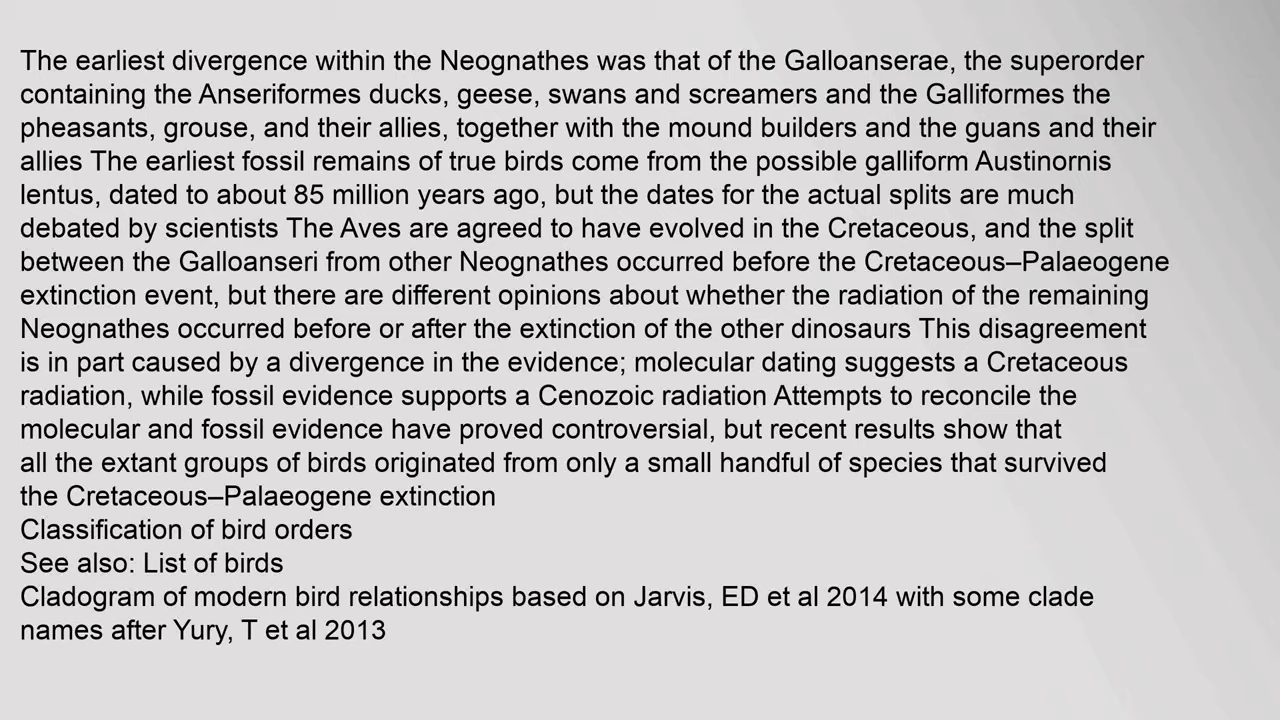 The earliest divergence within the Neognathes was that of the Galloanserae, the superorder
containing the Anseriformes ducks, geese, swans and screamers and the Galliformes the
pheasants, grouse, and their allies, together with the mound builders and the guans and their
allies The earliest fossil remains of true birds come from the possible galliform Austinornis
lentus, dated to about 85 million years ago, but the dates for the actual splits are much
debated by scientists The Aves are agreed to have evolved in the Cretaceous, and the split
between the Galloanseri from other Neognathes occurred before the Cretaceous–Palaeogene
extinction event, but there are different opinions about whether the radiation of the remaining
Neognathes occurred before or after the extinction of the other dinosaurs This disagreement
is in part caused by a divergence in the evidence; molecular dating suggests a Cretaceous
radiation, while fossil evidence supports a Cenozoic radiation Attempts to reconcile the
molecular and fossil evidence have proved controversial, but recent results show that
all the extant groups of birds originated from only a small handful of species that survived
the Cretaceous–Palaeogene extinction
Classification of bird orders
See also: List of birds
Cladogram of modern bird relationships based on Jarvis, ED et al 2014 with some clade
names after Yury, T et al 2013